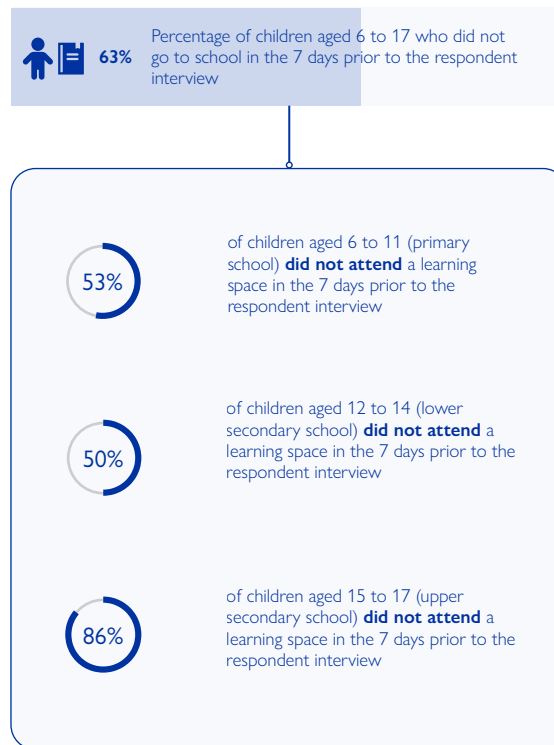 63%
Percentage of children aged 6 to 17 who did not
go to school in the 7 days prior to the respondent
interview
53%
of children aged 6 to 11 (primary
school) did not attend a learning
space in the 7 days prior to the
respondent interview
50%
of children aged 12 to 14 (lower
secondary school) did not attend a
learning space in the 7 days prior to the
respondent interview
86%
of children aged 15 to 17 (upper
secondary school) did not attend a
learning space in the 7 days prior to the
respondent interview